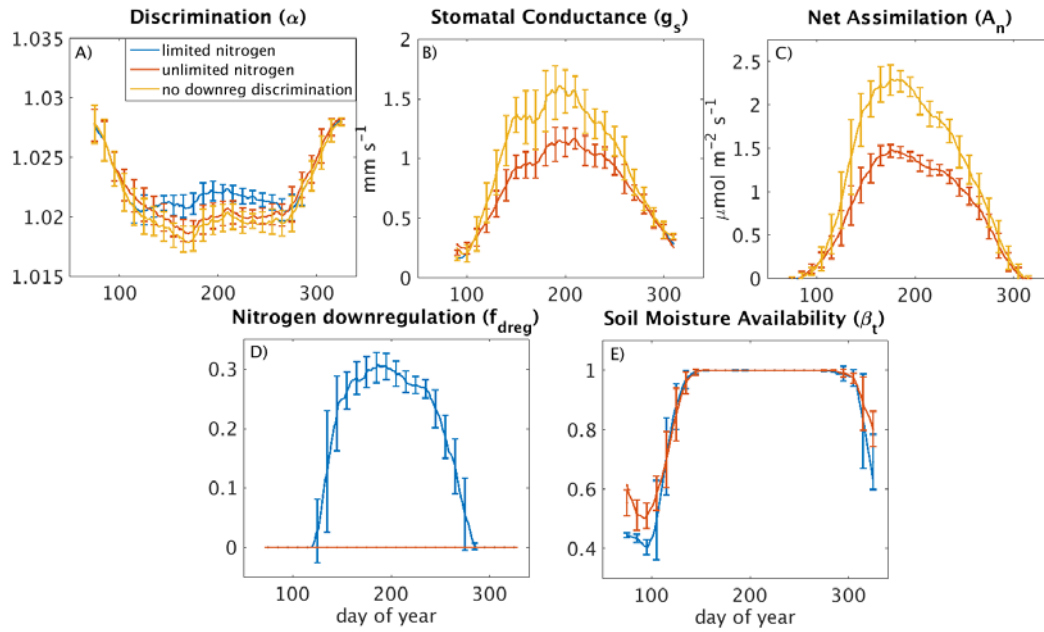 Discrimination (α)
Stomatal Conductance (gs)
Net Assimilation (An)
1.035
1.03
1.025
1.02
1.015
A)
limited nitrogen
unlimited nitrogen
no downreg discrimination
100
200
300
mm s-1
2
1.5
1
0.5
0
B)
100
200
300
μmol m-2 s-1
2.5
2
1.5
1
0.5
0
C)
100
200
300
Nitrogen downregulation (fdreg)
Soil Moisture Availability (βt)
0.3
0.2
0.1
0
D)
100
200
300
day of year
1
0.8
0.6
0.4
E)
100
200
300
day of year